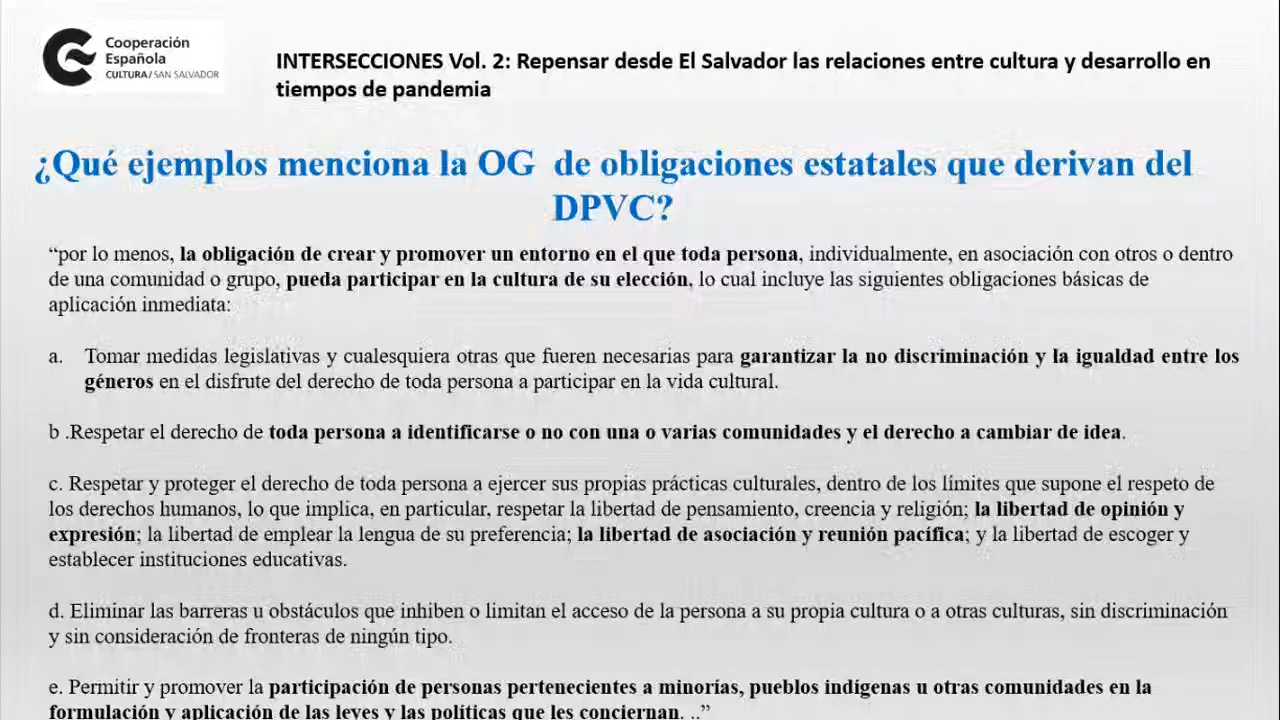 Cooperación
Española
CULTURA/SAN SALVADOR
INTERSECCIONES Vol. 2: Repensar desde El Salvador las relaciones entre cultura y desarrollo en
tiempos de pandemia
¿Qué ejemplos menciona la OG de obligaciones estatales que derivan del
DPVC?
“por lo menos, la obligación de crear y promover un entorno en el que toda persona, individualmente, en asociación con otros o dentro
de una comunidad o grupo, pueda participar en la cultura de su elección, lo cual incluye las siguientes obligaciones básicas de
aplicación inmediata:
a. Tomar medidas legislativas y cualesquiera otras que fueren necesarias para garantizar la no discriminación y la igualdad entre los
géneros en el disfrute del derecho de toda persona a participar en la vida cultural.
b .Respetar el derecho de toda persona a identificarse o no con una o varias comunidades y el derecho a cambiar de idea.
c. Respetar y proteger el derecho de toda persona a ejercer sus propias prácticas culturales, dentro de los límites que supone el respeto de
los derechos humanos, lo que implica, en particular, respetar la libertad de pensamiento, creencia y religión; la libertad de opinión y
expresión; la libertad de emplear la lengua de su preferencia; la libertad de asociación y reunión pacífica; y la libertad de escoger y
establecer instituciones educativas.
d. Eliminar las barreras u obstáculos que inhiben o limitan el acceso de la persona a su propia cultura o a otras culturas, sin discriminación
y sin consideración de fronteras de ningún tipo.
e. Permitir y promover la participación de personas pertenecientes a minorías, pueblos indígenas u otras comunidades en la
formulación y aplicación de las leyes y las políticas que les conciernan. ..”